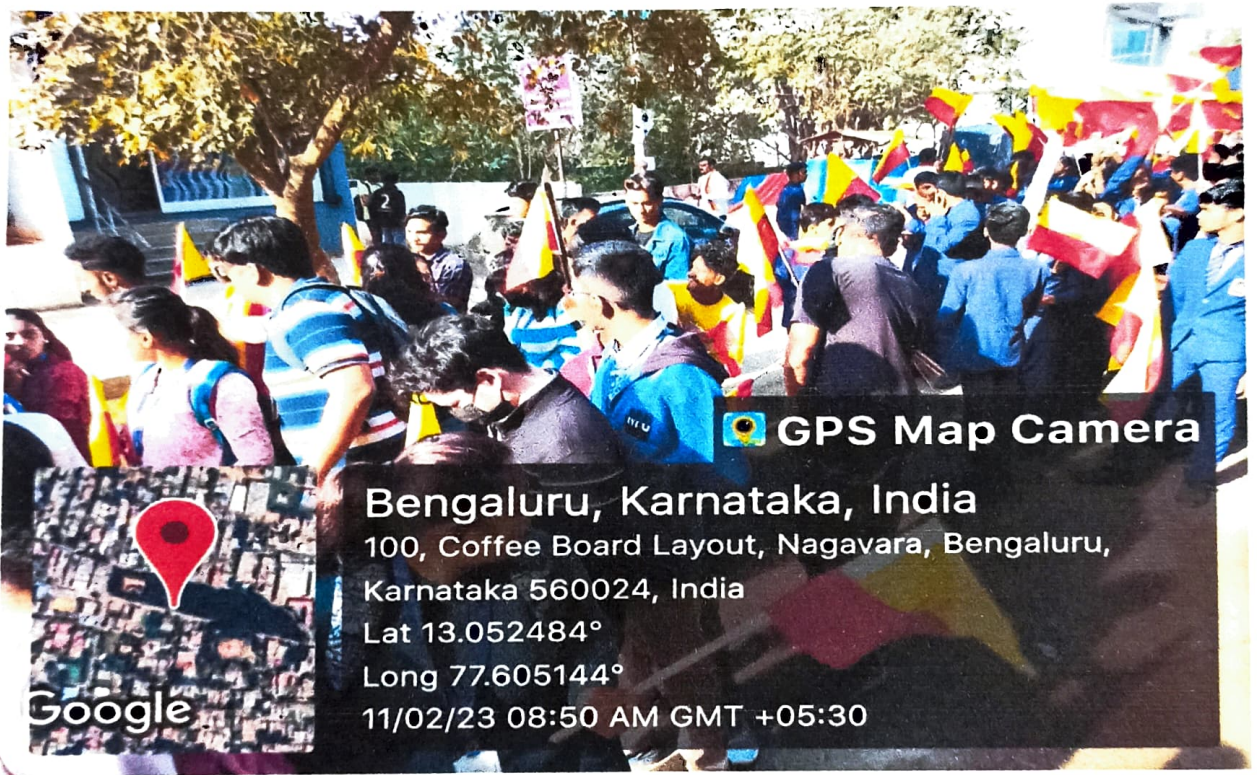 2
GPS Map Camera
Bengaluru, Karnataka, India
100, Coffee Board Layout, Nagavara, Bengaluru,
Karnataka 560024, India
Lat 13.052484°
Long 77.605144°
11/02/23 08:50 AM GMT +05:30
Google